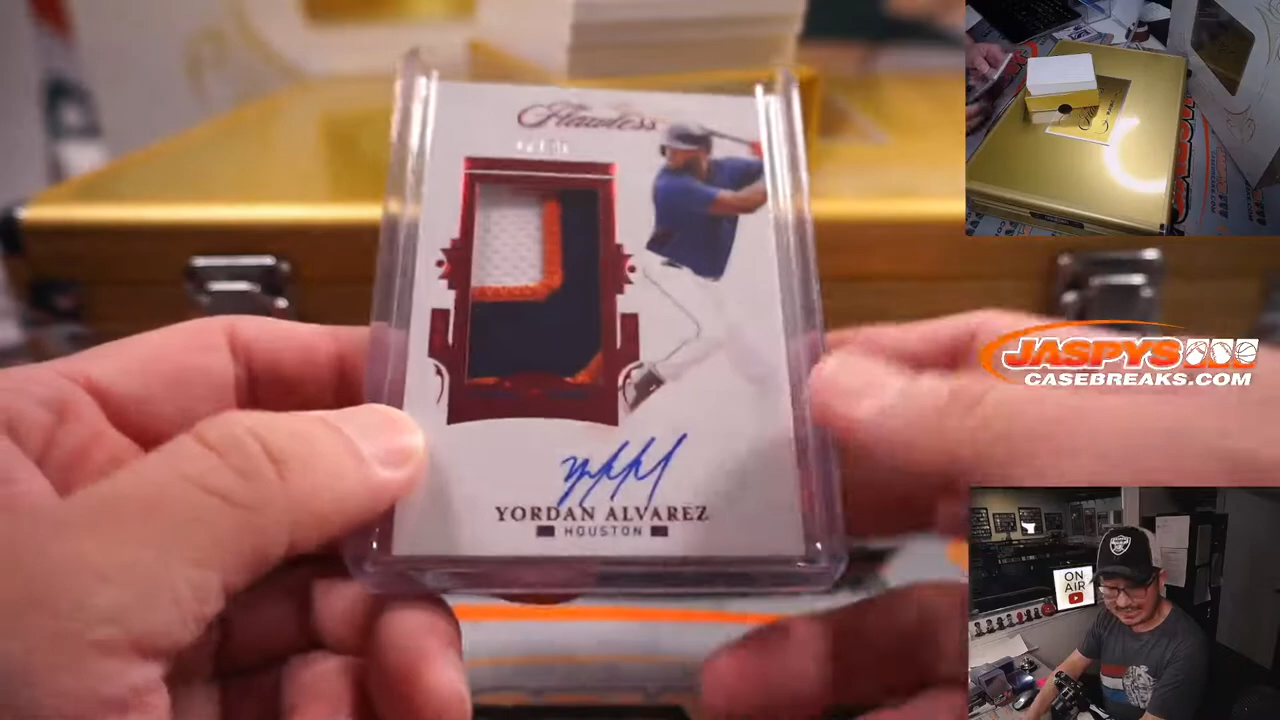 Flawless
YORDAN ALVAREZ
HOUSTON
JASPYS
CASEBREAKS.COM
ON
AIR